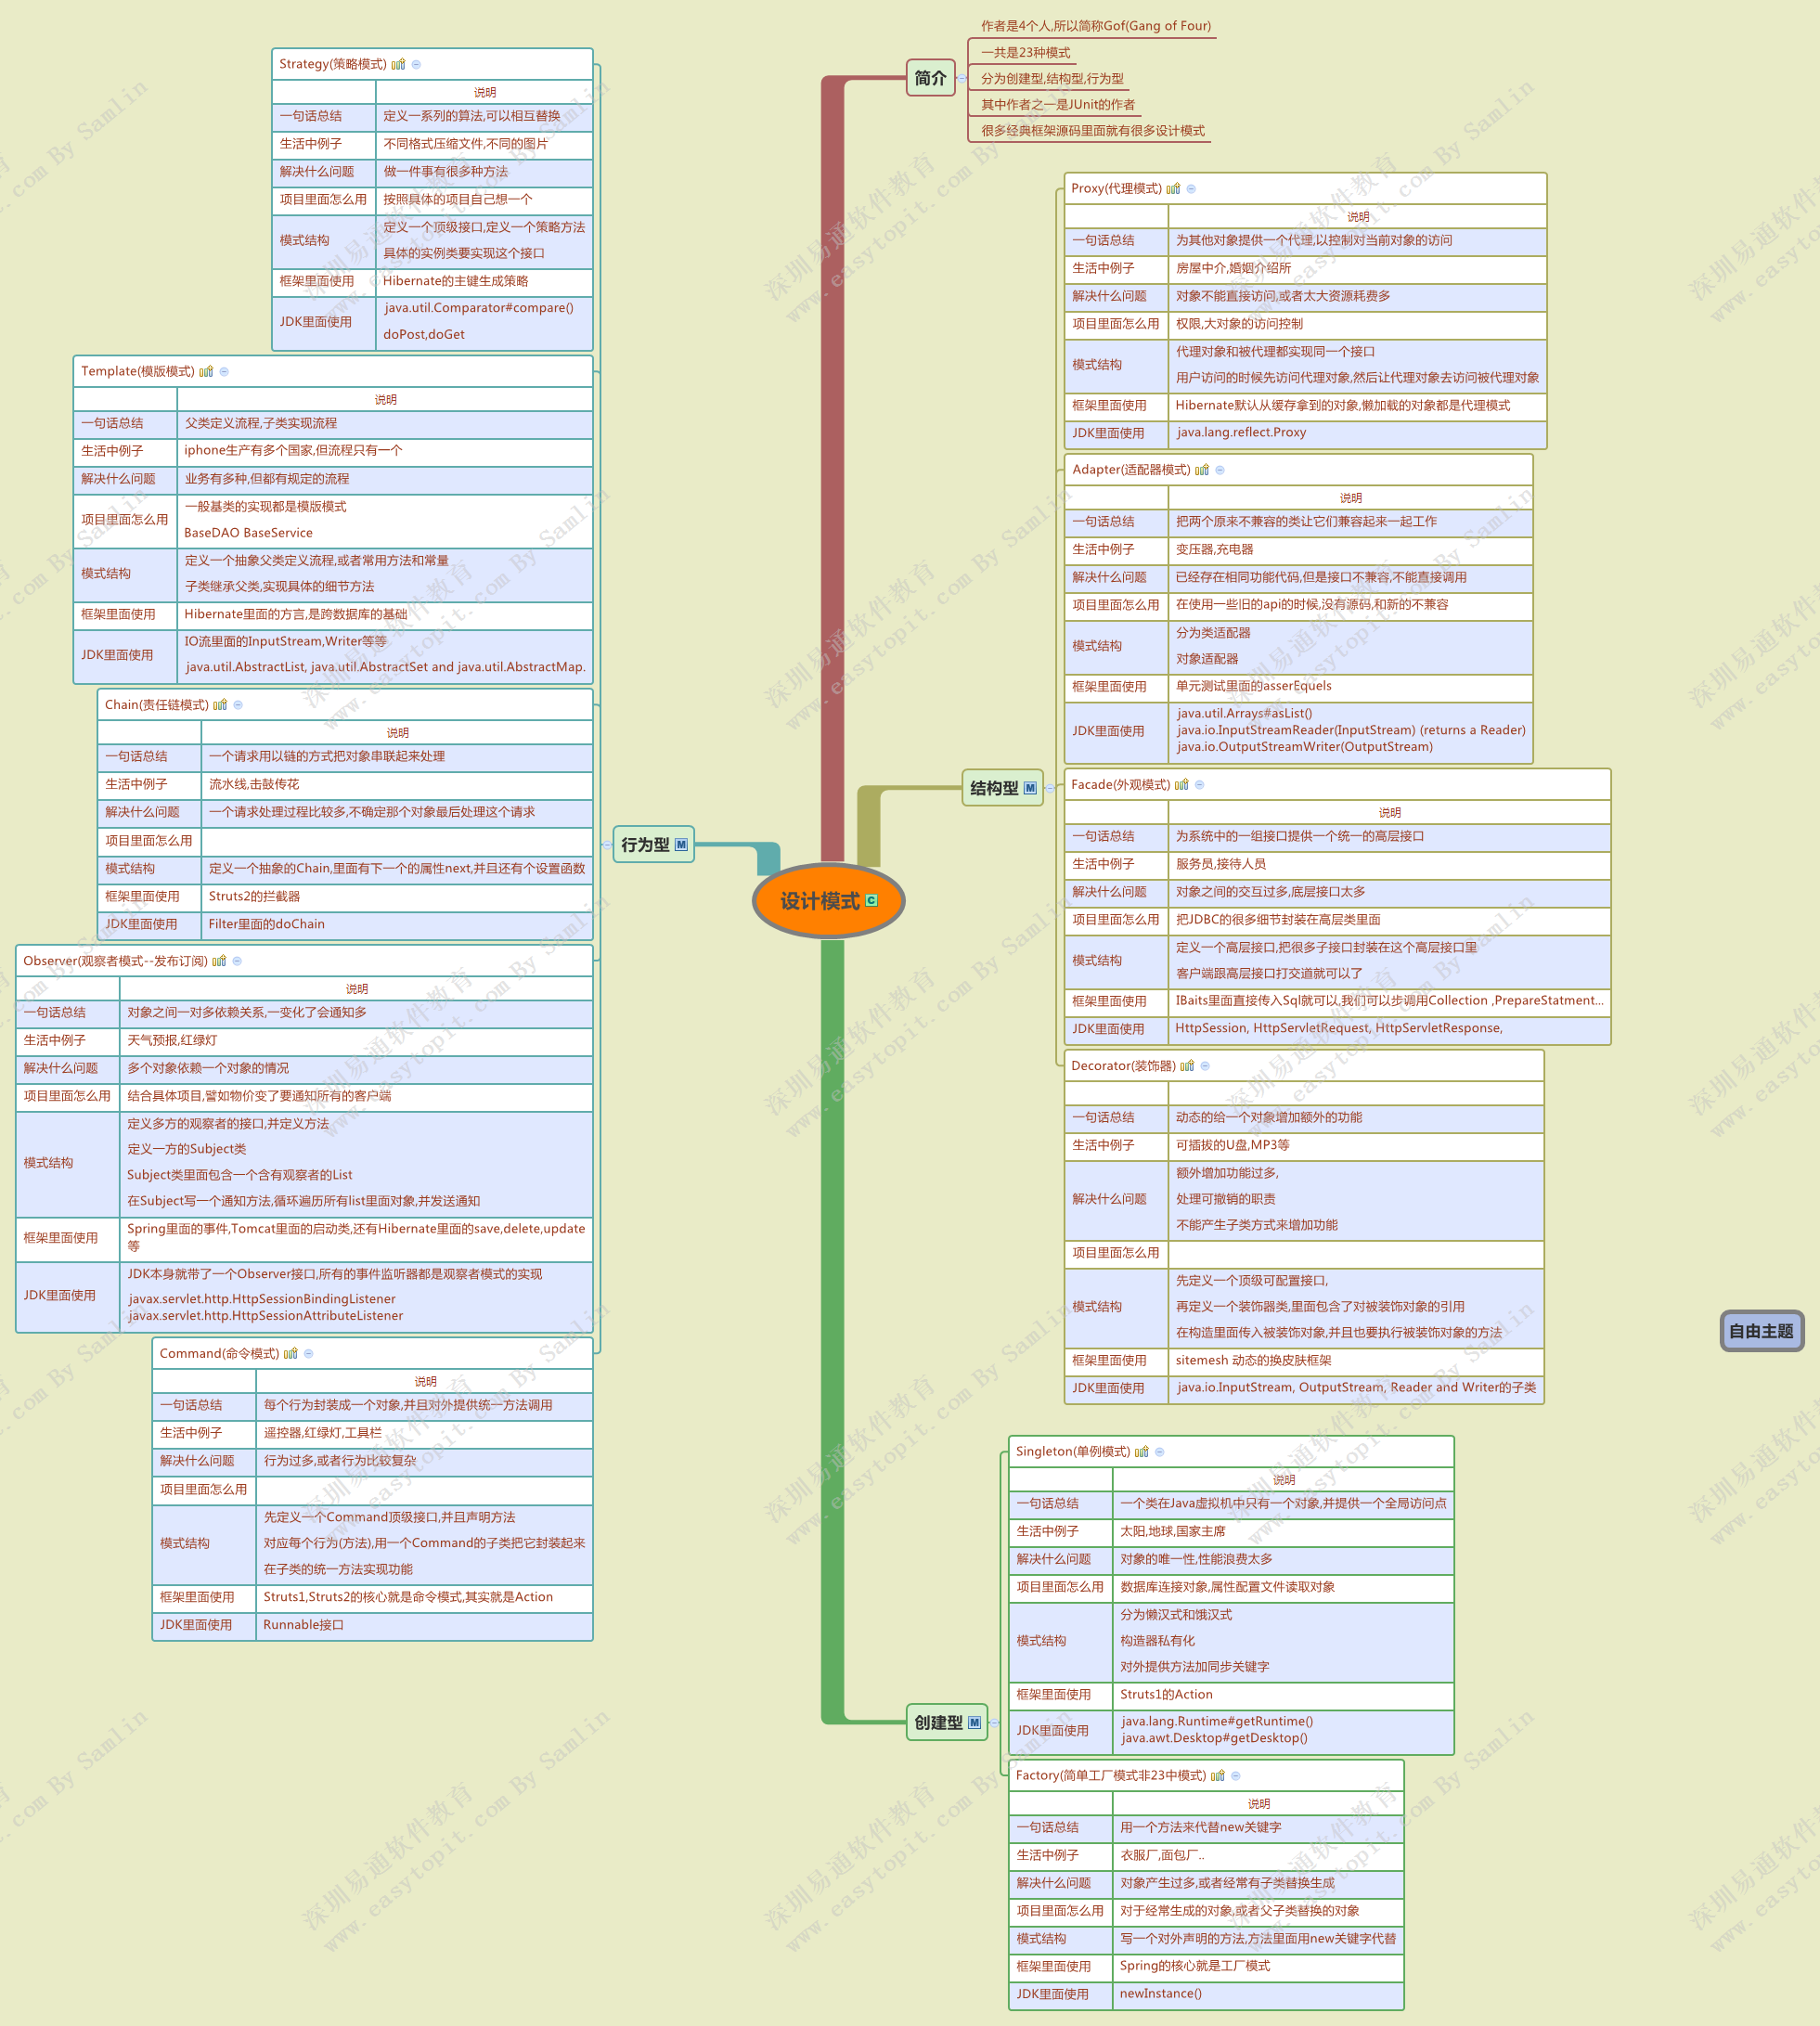 设计模式
简介
作者是4个人,所以简称Gof(Gang of Four)
一共是23种模式
分为创建型,结构型,行为型
其中作者之一是JUnit的作者
很多经典框架源码里面就有很多设计模式
结构型
Proxy(代理模式)
说明
一句话总结 为其他对象提供一个代理,以控制对当前对象的访问
生活中例子 房屋中介,婚姻介绍所
解决什么问题 对象不能直接访问,或者太大资源耗费多
项目里面怎么用 权限,大对象的访问控制
模式结构 代理对象和被代理都实现同一个接口
用户访问的时候先访问代理对象,然后让代理对象去访问被代理对象
框架里面使用 Hibernate默认从缓存拿到的对象,懒加载的对象都是代理模式
JDK里面使用 java.lang.reflect.Proxy
Adapter(适配器模式)
说明
一句话总结 把两个原来不兼容的类让它们兼容起来一起工作
生活中例子 变压器,充电器
解决什么问题 已经存在相同功能代码,但是接口不兼容,不能直接调用
项目里面怎么用 在使用一些旧的api的时候,没有源码,和新的不兼容
模式结构 分为类适配器
对象适配器
框架里面使用 单元测试里面的asserEquels
JDK里面使用 java.util.Arrays#asList()
java.io.InputStreamReader(InputStream) (returns a Reader)
java.io.OutputStreamWriter(OutputStream)
Facade(外观模式)
说明
一句话总结 为系统中的一组接口提供一个统一的高层接口
生活中例子 服务员,接待人员
解决什么问题 对象之间的交互过多,底层接口太多
项目里面怎么用 把JDBC的很多细节封装在高层类里面
模式结构 定义一个高层接口,把很多子接口封装在这个高层接口里
客户端跟高层接口打交道就可以了
框架里面使用 IBaits里面直接传入Sql就可以,我们可以步调用Collection ,PrepareStatment...
JDK里面使用 HttpSession, HttpServletRequest, HttpServletResponse,
Decorator(装饰器)
一句话总结 动态的给一个对象增加额外的功能
生活中例子 可插拔的U盘,MP3等
解决什么问题 额外增加功能过多,
处理可撤销的职责
不能产生子类方式来增加功能
项目里面怎么用
模式结构 先定义一个顶级可配置接口,
再定义一个装饰器类,里面包含了对被装饰对象的引用
在构造里面传入被装饰对象,并且也要执行被装饰对象的方法
框架里面使用 sitemesh 动态的换皮肤框架
JDK里面使用 java.io.InputStream, OutputStream, Reader and Writer的子类
创建型
Singleton(单例模式)
说明
一句话总结 一个类在Java虚拟机中只有一个对象,并提供一个全局访问点
生活中例子 太阳,地球,国家主席
解决什么问题 对象的唯一性,性能浪费太多
项目里面怎么用 数据库连接对象,属性配置文件读取对象
模式结构 分为懒汉式和饿汉式
构造器私有化
对外提供方法加同步关键字
框架里面使用 Struts1的Action
JDK里面使用 java.lang.Runtime#getRuntime()
java.awt.Desktop#getDesktop()
Factory(简单工厂模式非23中模式)
说明
一句话总结 用一个方法来代替new关键字
生活中例子 衣服厂,面包厂..
解决什么问题 对象产生过多,或者经常有子类替换生成
项目里面怎么用 对于经常生成的对象,或者父子类替换的对象
模式结构 写一个对外声明的方法,方法里面用new关键字代替
框架里面使用 Spring的核心就是工厂模式
JDK里面使用 newInstance()
行为型
Strategy(策略模式)
说明
一句话总结 定义一系列的算法,可以相互替换
生活中例子 不同格式压缩文件,不同的图片
解决什么问题 做一件事有很多种方法
项目里面怎么用 按照具体的项目自己想一个
模式结构 定义一个顶级接口,定义一个策略方法
具体的实例类要实现这个接口
框架里面使用 Hibernate的主键生成策略
JDK里面使用 java.util.Comparator#compare()
doPost,doGet
Template(模版模式)
说明
一句话总结 父类定义流程,子类实现流程
生活中例子 iphone生产有多个国家,但流程只有一个
解决什么问题 业务有多种,但都有规定的流程
项目里面怎么用 一般基类的实现都是模版模式
BaseDAO BaseService
模式结构 定义一个抽象父类定义流程,或者常用方法和常量
子类继承父类,实现具体的细节方法
框架里面使用 Hibernate里面的方言,是跨数据库的基础
JDK里面使用 IO流里面的InputStream,Writer等等
java.util.AbstractList, java.util.AbstractSet and java.util.AbstractMap.
Chain(责任链模式)
说明
一句话总结 一个请求用以链的方式把对象串联起来处理
生活中例子 流水线,击鼓传花
解决什么问题 一个请求处理过程比较多,不确定那个对象最后处理这个请求
项目里面怎么用
模式结构 定义一个抽象的Chain,里面有下一个的属性next,并且还有个设置函数
框架里面使用 Struts2的拦截器
JDK里面使用 Filter里面的doChain
Observer(观察者模式--发布订阅)
说明
一句话总结 对象之间一对多依赖关系,一变化了会通知多
生活中例子 天气预报,红绿灯
解决什么问题 多个对象依赖一个对象的情况
项目里面怎么用 结合具体项目,譬如物价变了要通知所有的客户端
模式结构 定义多方的观察者的接口,并定义方法
定义一方的Subject类
Subject类里面包含一个含有观察者的List
在Subject写一个通知方法,循环遍历所有list里面对象,并发送通知
框架里面使用 Spring里面的事件,Tomcat里面的启动类,还有Hibernate里面的save,delete,update
等
JDK里面使用 JDK本身就带了一个Observer接口,所有的事件监听器都是观察者模式的实现
javax.servlet.http.HttpSessionBindingListener
javax.servlet.http.HttpSessionAttributeListener
Command(命令模式)
说明
一句话总结 每个行为封装成一个对象,并且对外提供统一方法调用
生活中例子 遥控器,红绿灯,工具栏
解决什么问题 行为过多,或者行为比较复杂
项目里面怎么用
模式结构 先定义一个Command顶级接口,并且声明方法
对应每个行为(方法),用一个Command的子类把它封装起来
在子类的统一方法实现功能
框架里面使用 Struts1,Struts2的核心就是命令模式,其实就是Action
JDK里面使用 Runnable接口
自由主题
深圳易通软件教育
www.easytopit.com By Samlin